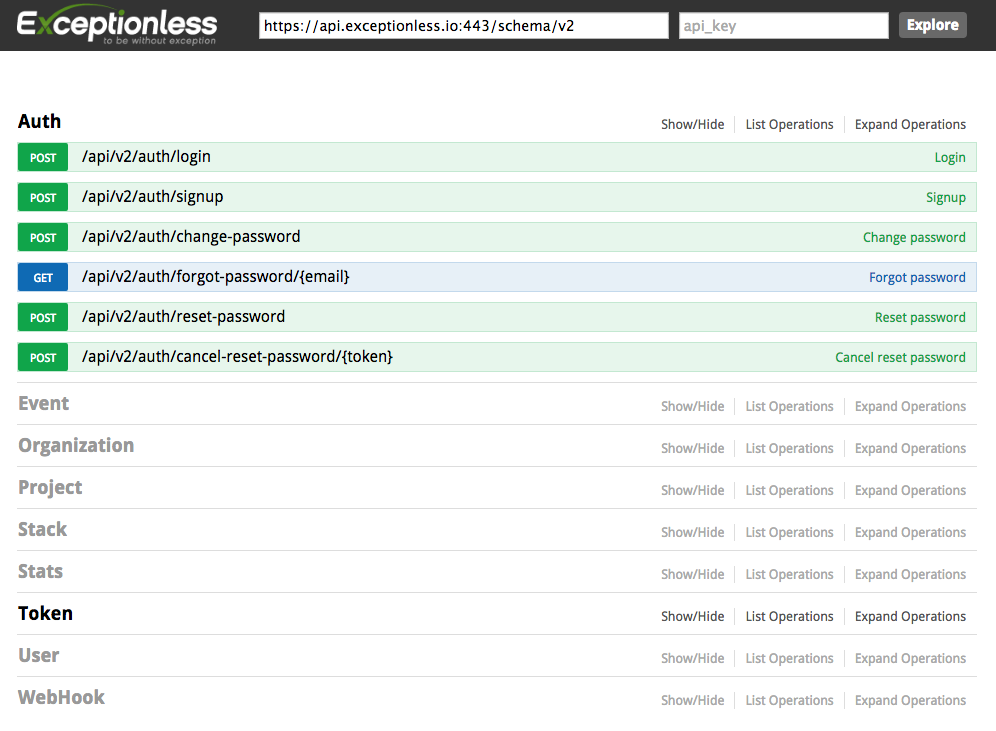 Exceptionless
to be without exception
https://api.exceptionless.io:443/schema/v2
api_key
Explore
Auth Show/Hide List Operations Expand Operations
POST /api/v2/auth/login Login
POST /api/v2/auth/signup Signup
POST /api/v2/auth/change-password Change password
GET /api/v2/auth/forgot-password/{email} Forgot password
POST /api/v2/auth/reset-password Reset password
POST /api/v2/auth/cancel-reset-password/{token} Cancel reset password
Event Show/Hide List Operations Expand Operations
Organization Show/Hide List Operations Expand Operations
Project Show/Hide List Operations Expand Operations
Stack Show/Hide List Operations Expand Operations
Stats Show/Hide List Operations Expand Operations
Token Show/Hide List Operations Expand Operations
User Show/Hide List Operations Expand Operations
WebHook Show/Hide List Operations Expand Operations